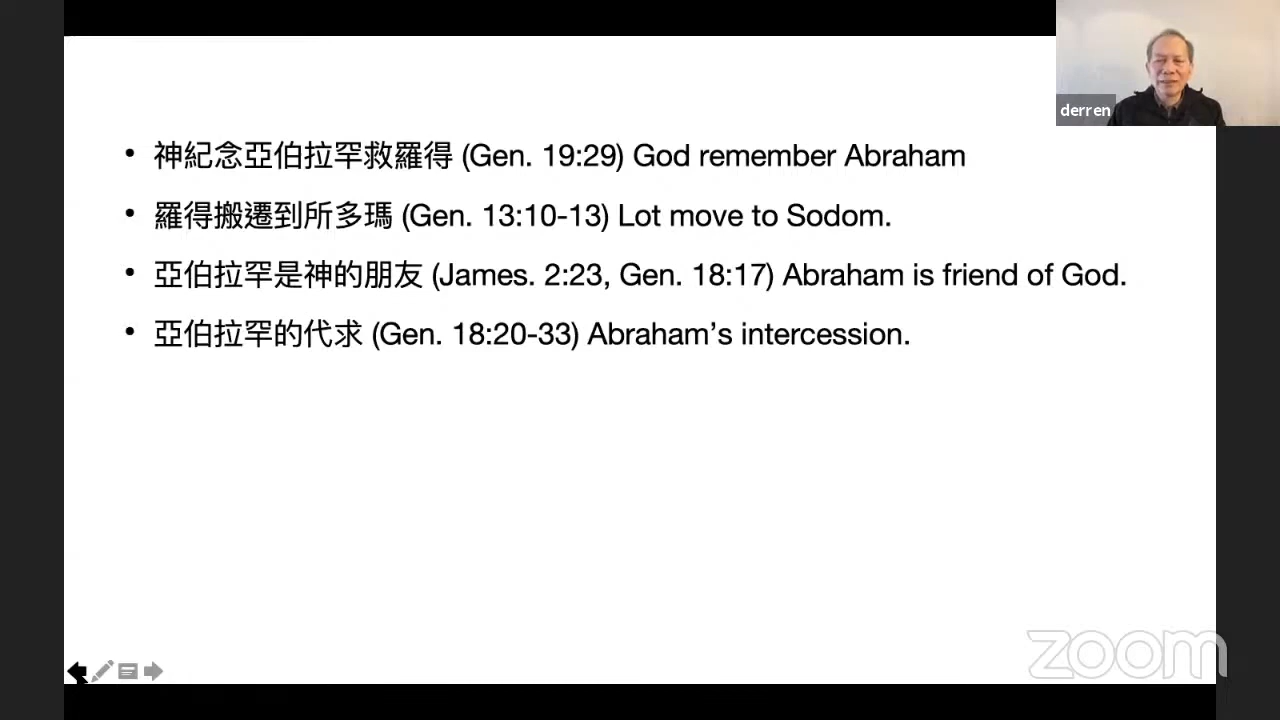 derren
• 神紀念亞伯拉罕救羅得 (Gen. 19:29) God remember Abraham
• 羅得搬遷到所多瑪 (Gen. 13:10-13) Lot move to Sodom.
• 亞伯拉罕是神的朋友 (James. 2:23, Gen. 18:17) Abraham is friend of God.
• 亞伯拉罕的代求 (Gen. 18:20-33) Abraham’s intercession.
zoom